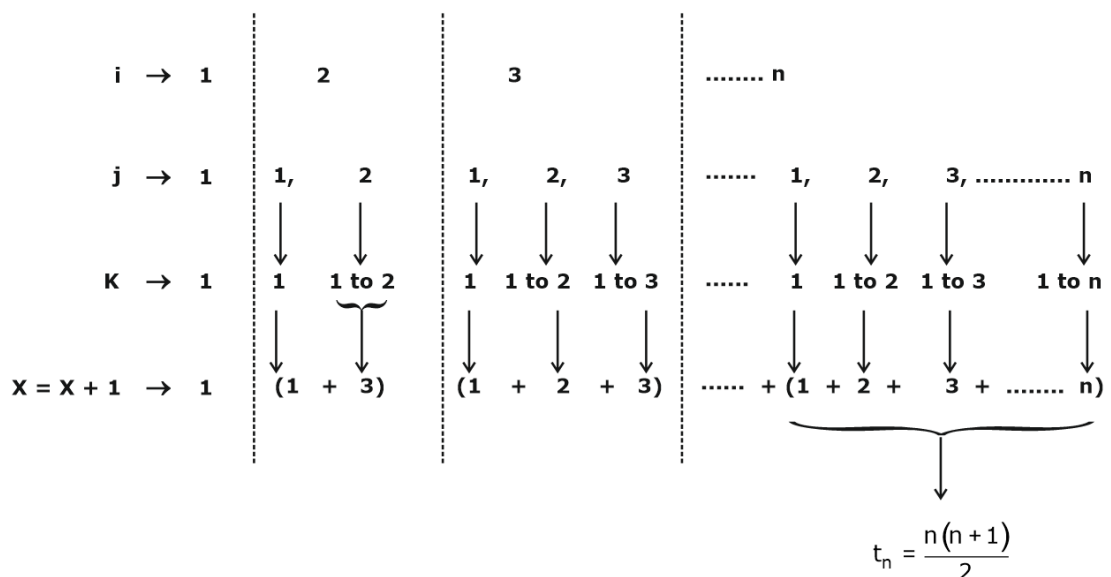 i → 1 2 3 ........ n
j → 1 1, 2 1, 2, 3 ....... 1, 2, 3, ............. n
K → 1 1 1 to 2 1 1 to 2 1 to 3 ...... 1 1 to 2 1 to 3 1 to n
X = X + 1 → 1 (1 + 3) (1 + 2 + 3) ...... + (1 + 2 + 3 + ........ n)
tₙ = n(n + 1)
2